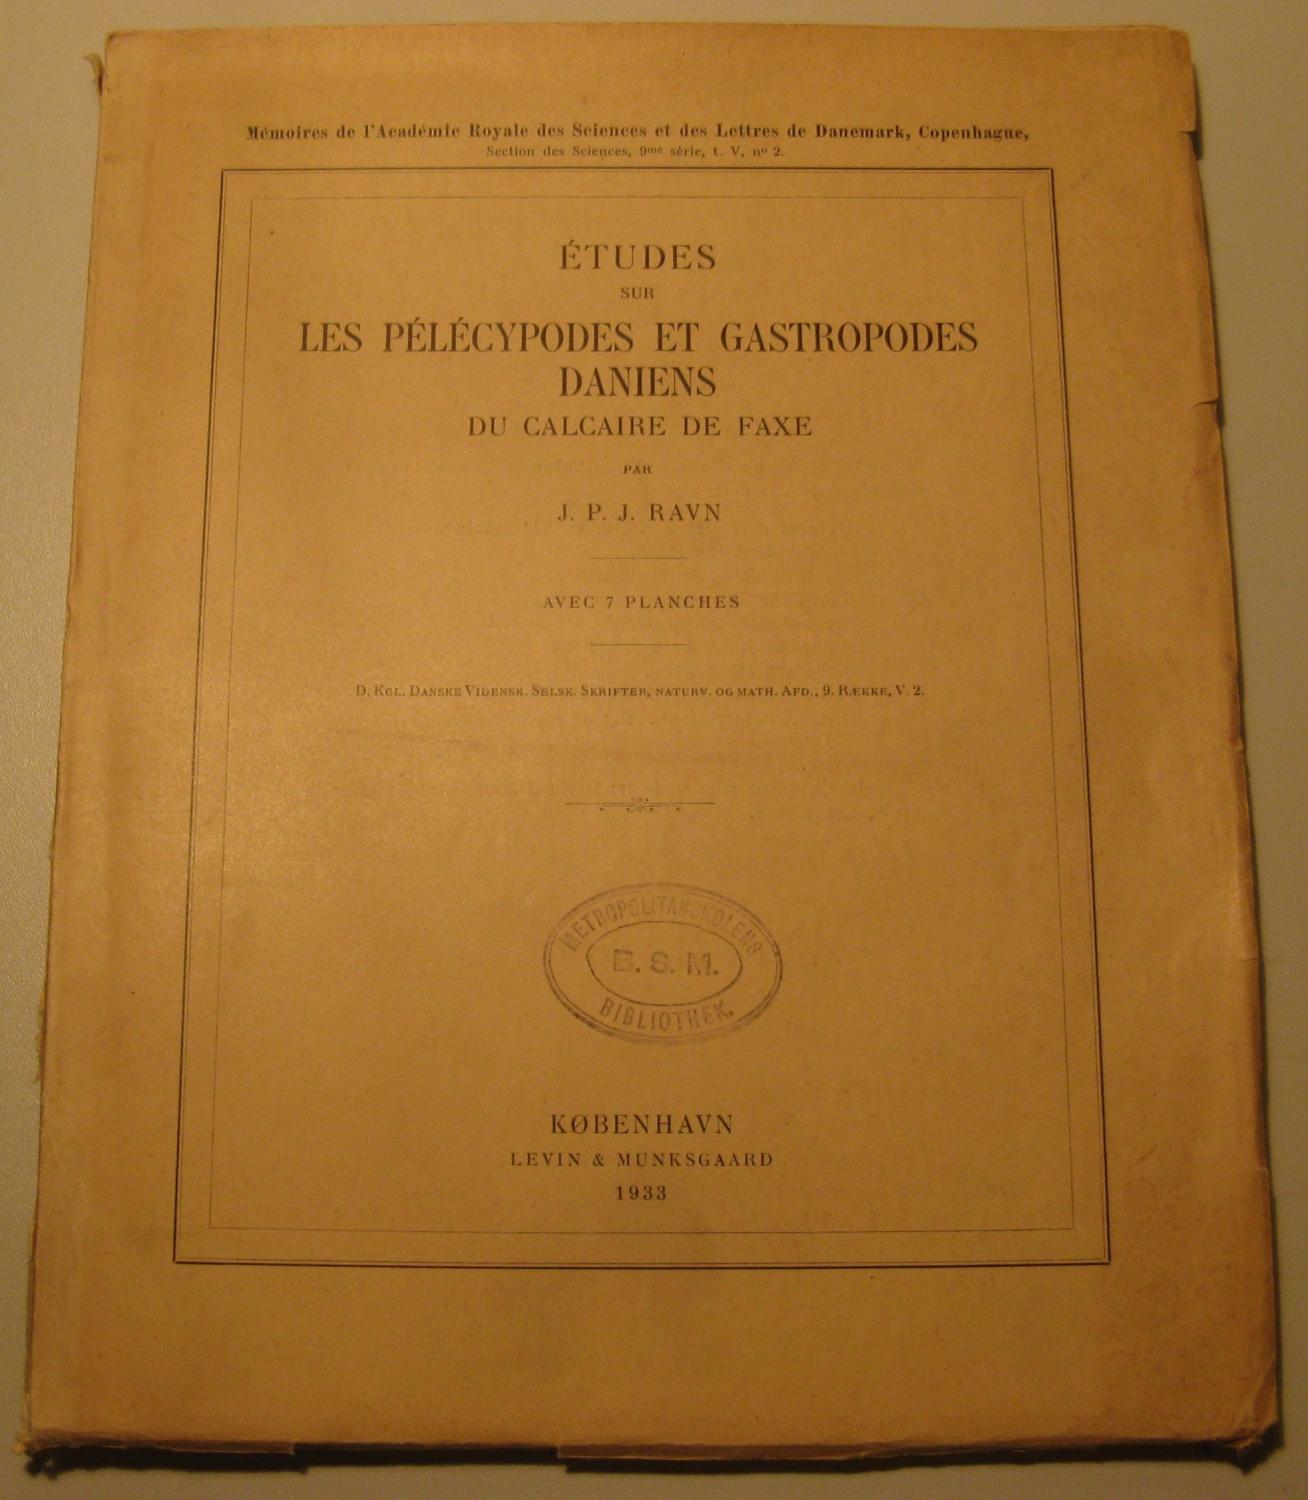 Mémoires de l'Académie Royale des Sciences et des Lettres de Danemark, Copenhague,
Section des Sciences, 9me série, t. V, no 2.
ÉTUDES
SUR
LES PÉLÉCYPODES ET GASTROPODES
DANIENS
DU CALCAIRE DE FAXE
PAR
J. P. J. RAVN
AVEC 7 PLANCHES
D. KGL. DANSKE VIDENSK. SELSK. SKRIFTER, NATURV. OG MATH. AFD., 9. RÆKKE, V. 2.
METROPOLITANSKOLENS
B. S. M.
BIBLIOTHEK.
KØBENHAVN
LEVIN & MUNKSGAARD
1933